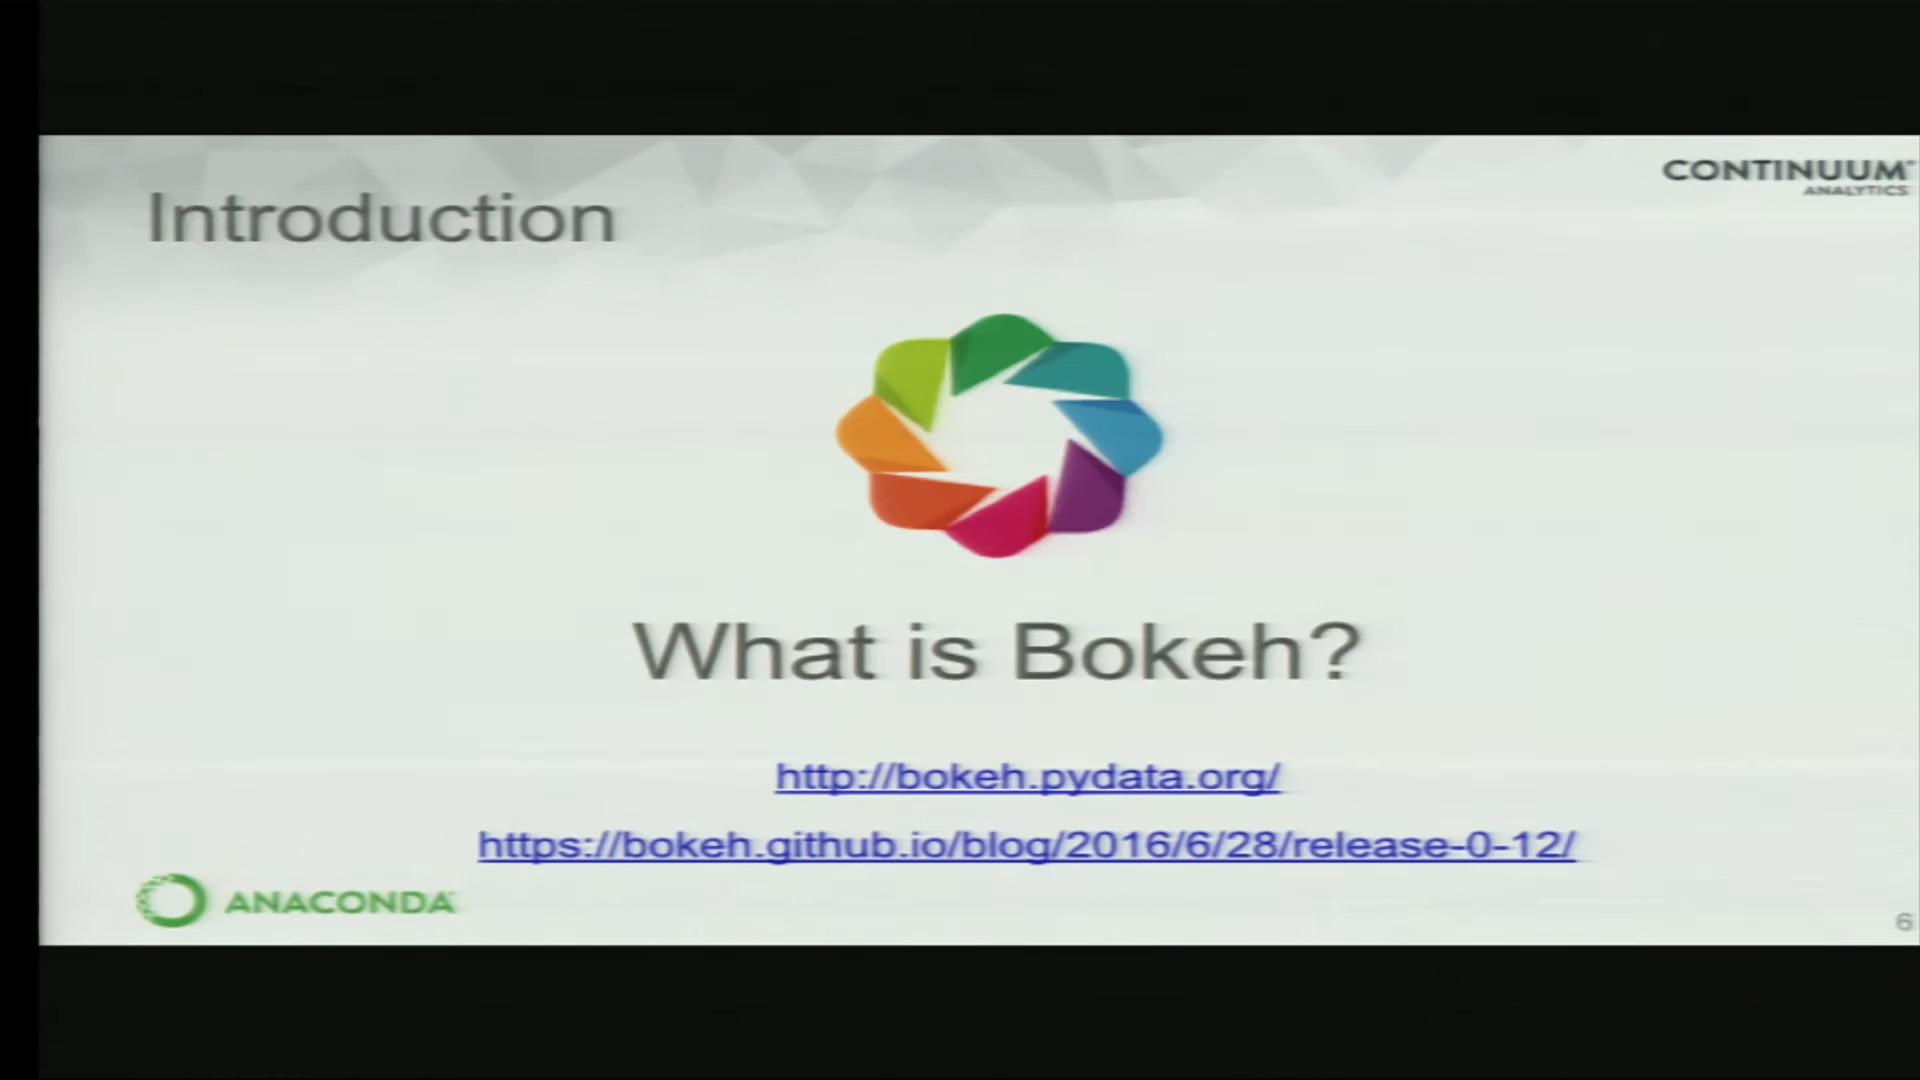 CONTINUUM
ANALYTICS
Introduction
What is Bokeh?
http://bokeh.pydata.org/
https://bokeh.github.io/blog/2016/6/28/release-0-12/
ANACONDA
6